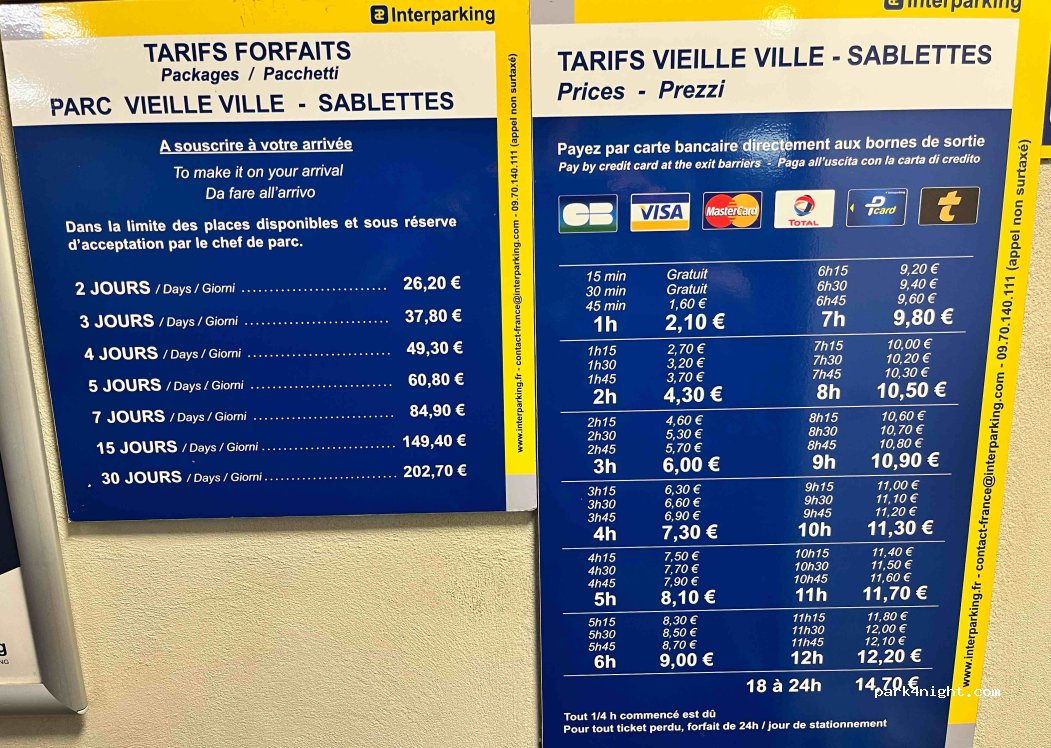 Interparking
TARIFS FORFAITS
Packages / Pacchetti
PARC VIEILLE VILLE - SABLETTES
A souscrire à votre arrivée
To make it on your arrival
Da fare all'arrivo
Dans la limite des places disponibles et sous réserve
d'acceptation par le chef de parc.
2 JOURS / Days / Giorni ........................... 26,20 €
3 JOURS / Days / Giorni ........................... 37,80 €
4 JOURS / Days / Giorni ........................... 49,30 €
5 JOURS / Days / Giorni ........................... 60,80 €
7 JOURS / Days / Giorni ........................... 84,90 €
15 JOURS / Days / Giorni ........................... 149,40 €
30 JOURS / Days / Giorni ........................... 202,70 €
www.interparking.fr - contact-france@interparking.com - 09.70.140.111 (appel non surtaxé)
Interparking
TARIFS VIEILLE VILLE - SABLETTES
Prices - Prezzi
Payez par carte bancaire directement aux bornes de sortie
Pay by credit card at the exit barriers - Paga all'uscita con la carta di credito
CB VISA MasterCard TOTAL Pcard t
15 min Gratuit 6h15 9,20 €
30 min Gratuit 6h30 9,40 €
45 min 1,60 € 6h45 9,60 €
1h 2,10 € 7h 9,80 €
1h15 2,70 € 7h15 10,00 €
1h30 3,20 € 7h30 10,20 €
1h45 3,70 € 7h45 10,30 €
2h 4,30 € 8h 10,50 €
2h15 4,60 € 8h15 10,60 €
2h30 5,30 € 8h30 10,70 €
2h45 5,70 € 8h45 10,80 €
3h 6,00 € 9h 10,90 €
3h15 6,30 € 9h15 11,00 €
3h30 6,60 € 9h30 11,10 €
3h45 6,90 € 9h45 11,20 €
4h 7,30 € 10h 11,30 €
4h15 7,50 € 10h15 11,40 €
4h30 7,70 € 10h30 11,50 €
4h45 7,90 € 10h45 11,60 €
5h 8,10 € 11h 11,70 €
5h15 8,30 € 11h15 11,80 €
5h30 8,50 € 11h30 12,00 €
5h45 8,70 € 11h45 12,10 €
6h 9,00 € 12h 12,20 €
18 à 24h 14,70 €
Tout 1/4 h commencé est dû
Pour tout ticket perdu, forfait de 24h / jour de stationnement
www.interparking.fr - contact-france@interparking.com - 09.70.140.111 (appel non surtaxé)
park4night.com